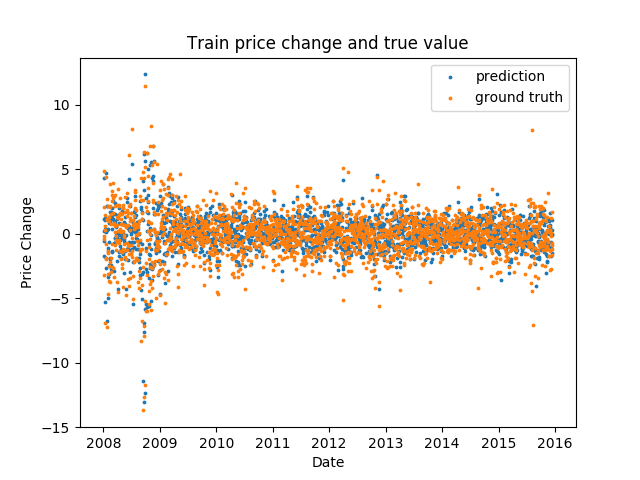 Train price change and true value
prediction
ground truth
10
5
0
−5
−10
−15
Price Change
2008 2009 2010 2011 2012 2013 2014 2015 2016
Date